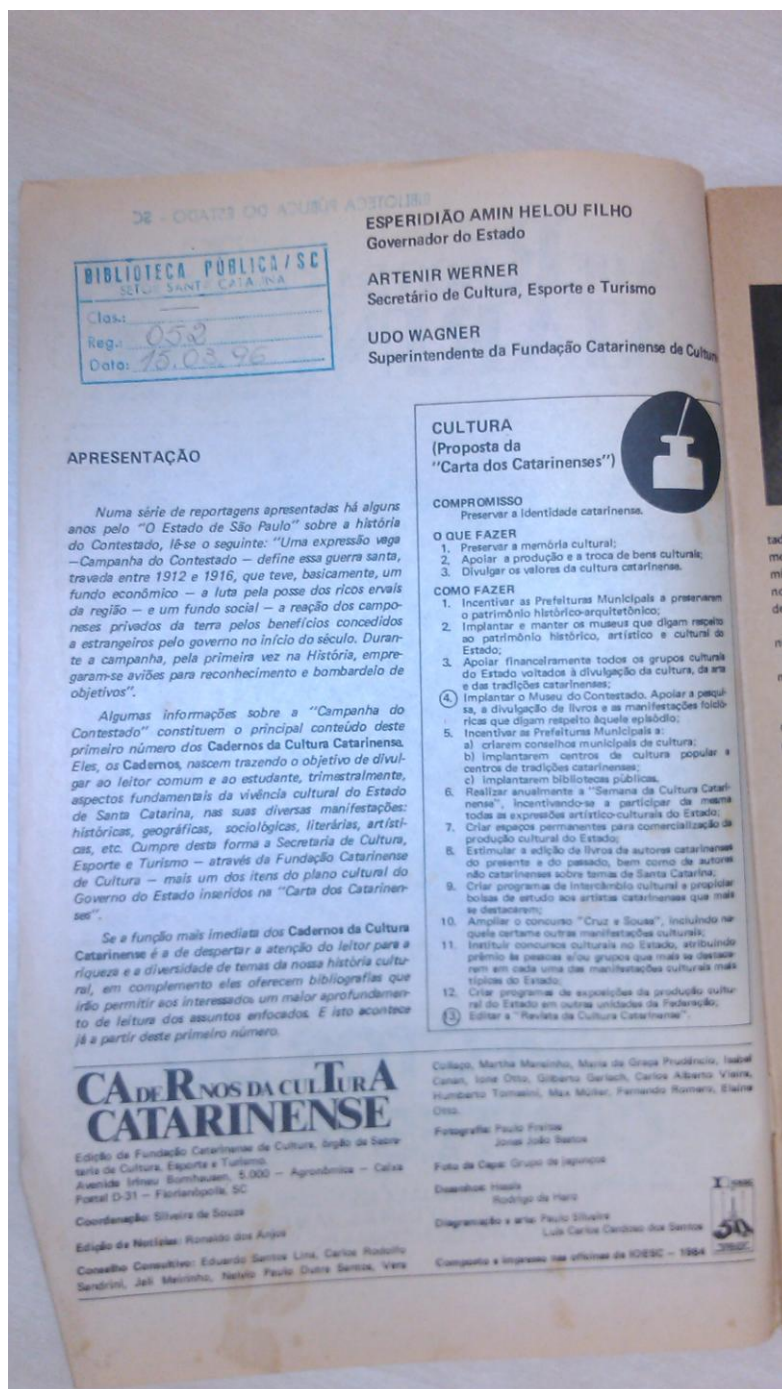 BIBLIOTECA PÚBLICA DO ESTADO - SC
BIBLIOTECA PÚBLICA/SC
SETOR SANTA CATARINA
Clas.: —
Reg.: 052
Data: 15.03.96
ESPERIDIÃO AMIN HELOU FILHO
Governador do Estado
ARTENIR WERNER
Secretário de Cultura, Esporte e Turismo
UDO WAGNER
Superintendente da Fundação Catarinense de Cultura
APRESENTAÇÃO
Numa série de reportagens apresentadas há alguns
anos pelo "O Estado de São Paulo" sobre a história
do Contestado, lê-se o seguinte: "Uma expressão vaga
—Campanha do Contestado — define essa guerra santa,
travada entre 1912 e 1916, que teve, basicamente, um
fundo econômico — a luta pela posse dos ricos ervais
da região — e um fundo social — a reação dos campo-
neses privados da terra pelos benefícios concedidos
a estrangeiros pelo governo no início do século. Duran-
te a campanha, pela primeira vez na História, empre-
garam-se aviões para reconhecimento e bombardeio de
objetivos".
Algumas informações sobre a "Campanha do
Contestado" constituem o principal conteúdo deste
primeiro número dos Cadernos da Cultura Catarinense.
Eles, os Cadernos, nascem trazendo o objetivo de divul-
gar ao leitor comum e ao estudante, trimestralmente,
aspectos fundamentais da vivência cultural do Estado
de Santa Catarina, nas suas diversas manifestações:
históricas, geográficas, sociológicas, literárias, artísti-
cas, etc. Cumpre desta forma a Secretaria de Cultura,
Esporte e Turismo — através da Fundação Catarinense
de Cultura — mais um dos itens do plano cultural do
Governo do Estado inseridos na "Carta dos Catarinen-
ses".
Se a função mais imediata dos Cadernos da Cultura
Catarinense é a de despertar a atenção do leitor para a
riqueza e a diversidade de temas da nossa história cultu-
ral, em complemento eles oferecem bibliografias que
irão permitir aos interessados um maior aprofundamen-
to de leitura dos assuntos enfocados. E isto acontece
já a partir deste primeiro número.
CULTURA
(Proposta da
"Carta dos Catarinenses")
COMPROMISSO
Preservar a identidade catarinense.
O QUE FAZER
1. Preservar a memória cultural;
2. Apoiar a produção e a troca de bens culturais;
3. Divulgar os valores da cultura catarinense.
COMO FAZER
1. Incentivar as Prefeituras Municipais a preservarem
o patrimônio histórico-arquitetônico;
2. Implantar e manter os museus que digam respeito
ao patrimônio histórico, artístico e cultural do
Estado;
3. Apoiar financeiramente todos os grupos culturais
do Estado voltados à divulgação da cultura, da arte
e das tradições catarinenses;
4. Implantar o Museu do Contestado. Apoiar a pesqui-
sa, a divulgação de livros e as manifestações folcló-
ricas que digam respeito àquele episódio;
5. Incentivar as Prefeituras Municipais a:
a) criarem conselhos municipais de cultura;
b) implantarem centros de cultura popular e
centros de tradições catarinenses;
c) implantarem bibliotecas públicas.
6. Realizar anualmente a "Semana da Cultura Catari-
nense", incentivando-se a participar da mesma
todas as expressões artístico-culturais do Estado;
7. Criar espaços permanentes para comercialização da
produção cultural do Estado;
8. Estimular a edição de livros de autores catarinenses
do presente e do passado, bem como de autores
não catarinenses sobre temas de Santa Catarina;
9. Criar programas de intercâmbio cultural e propiciar
bolsas de estudo aos artistas catarinenses que mais
se destacarem;
10. Ampliar o concurso "Cruz e Sousa", incluindo na-
quele certame outras manifestações culturais;
11. Instituir concursos culturais no Estado, atribuindo
prêmio às pessoas e/ou grupos que mais se destaca-
rem em cada uma das manifestações culturais mais
típicas do Estado;
12. Criar programas de exposições da produção cultu-
ral do Estado em outras unidades da Federação;
13. Editar a "Revista da Cultura Catarinense".
CADERNOS DA CULTURA
CATARINENSE
Edição da Fundação Catarinense de Cultura, órgão da Secre-
taria de Cultura, Esporte e Turismo.
Avenida Irineu Bornhausen, 5.000 — Agronômica — Caixa
Postal D-31 — Florianópolis, SC
Coordenação: Silveira de Souza
Edição de Notícias: Ronaldo dos Anjos
Conselho Consultivo: Eduardo Santos Lins, Carlos Rodolfo
Sandrini, Jali Meirinho, Nelvio Paulo Dutra Santos, Vera
Collaço, Martha Mansinho, Maria da Graça Prudêncio, Isabel
Canan, Ione Otto, Gilberto Gerlach, Carlos Alberto Vieira,
Humberto Tomasini, Max Müller, Fernando Romero, Elaine
Otto.
Fotografia: Paulo Freitas
Jonas João Bastos
Foto da Capa: Grupo de jagunços
Desenhos: Hassis
Rodrigo de Haro
Diagramação e arte: Paulo Silveira
Luis Carlos Cardoso dos Santos
Composto e impresso nas oficinas da IOESC — 1984
50